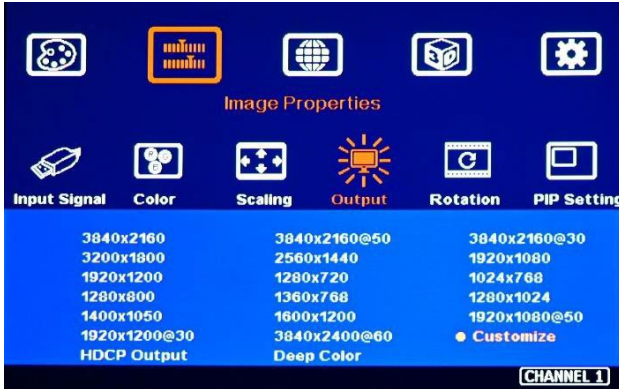 3D
Image Properties
R
G
B
Input Signal Color Scaling Output Rotation PIP Setting
3840x2160 3840x2160@50 3840x2160@30
3200x1800 2560x1440 1920x1080
1920x1200 1280x720 1024x768
1280x800 1360x768 1280x1024
1400x1050 1600x1200 1920x1080@50
1920x1200@30 3840x2400@60 Customize
HDCP Output Deep Color
CHANNEL 1